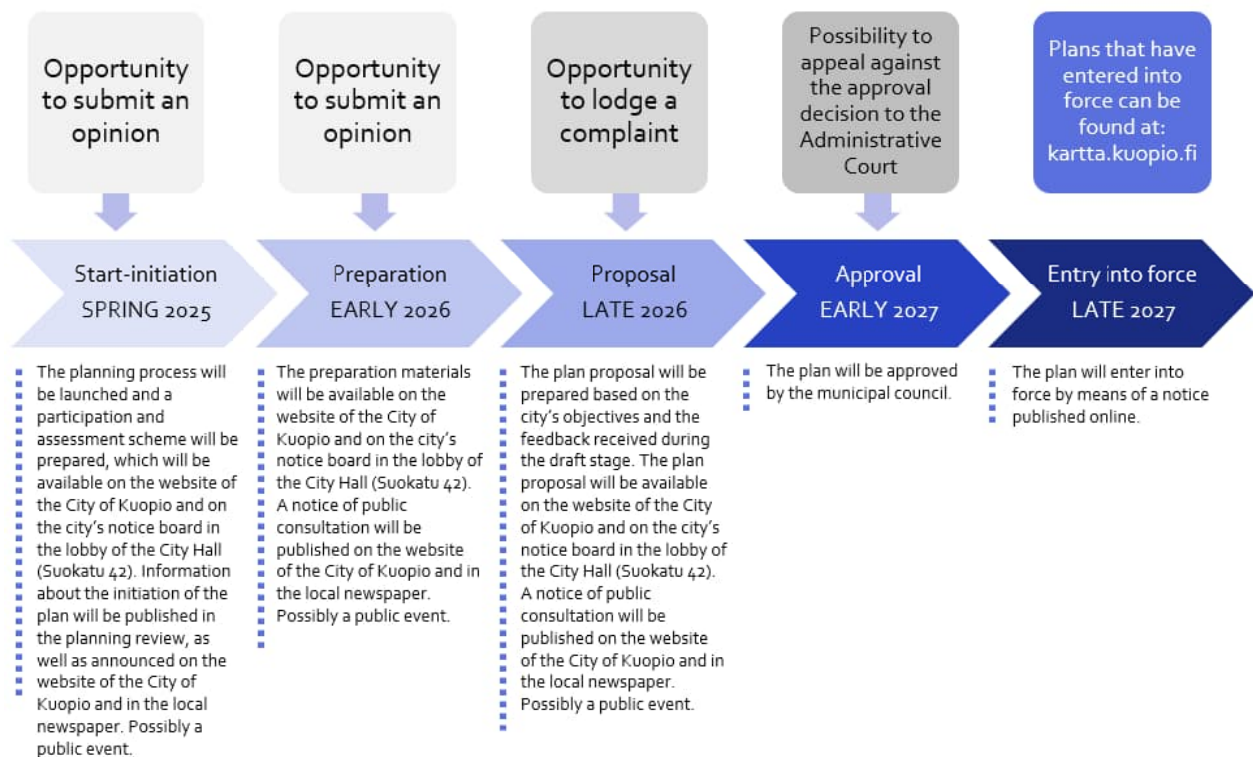 Opportunity
to submit an
opinion
Opportunity
to submit an
opinion
Opportunity
to lodge a
complaint
Possibility to
appeal against
the approval
decision to the
Administrative
Court
Plans that have
entered into
force can be
found at:
kartta.kuopio.fi
Start-initiation
SPRING 2025
Preparation
EARLY 2026
Proposal
LATE 2026
Approval
EARLY 2027
Entry into force
LATE 2027
The planning process will
be launched and a
participation and
assessment scheme will be
prepared, which will be
available on the website of
the City of Kuopio and on
the city's notice board in
the lobby of the City Hall
(Suokatu 42). Information
about the initiation of the
plan will be published in
the planning review, as
well as announced on the
website of the City of
Kuopio and in the local
newspaper. Possibly a
public event.
The preparation materials
will be available on the
website of the City of
Kuopio and on the city's
notice board in the lobby of
the City Hall (Suokatu 42).
A notice of public
consultation will be
published on the website
of the City of Kuopio and in
the local newspaper.
Possibly a public event.
The plan proposal will be
prepared based on the
city's objectives and the
feedback received during
the draft stage. The plan
proposal will be available
on the website of the City
of Kuopio and on the city's
notice board in the lobby of
the City Hall (Suokatu 42).
A notice of public
consultation will be
published on the website
of the City of Kuopio and in
the local newspaper.
Possibly a public event.
The plan will be approved
by the municipal council.
The plan will enter into
force by means of a notice
published online.